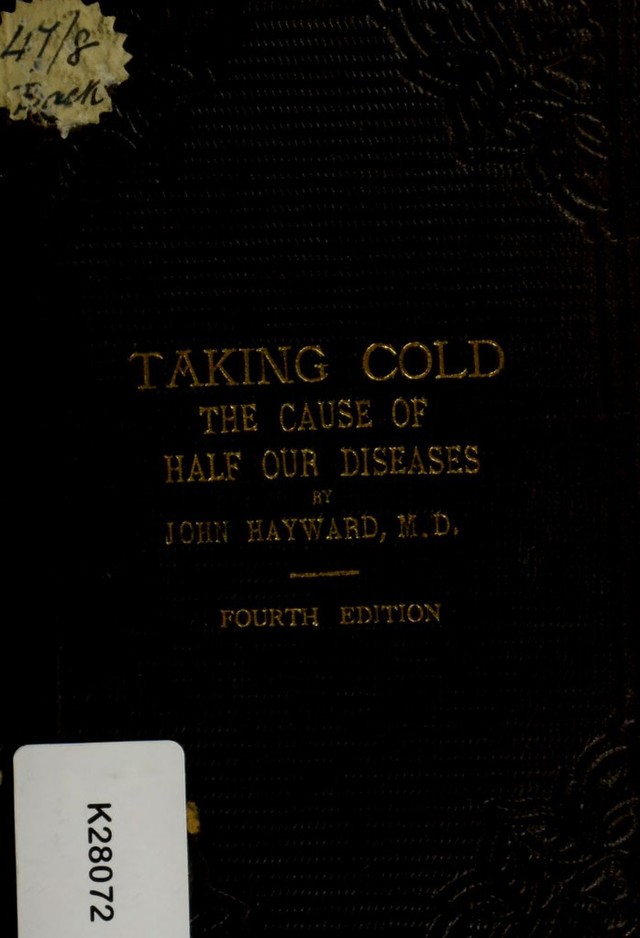 47/8
Back
TAKING COLD
THE CAUSE OF
HALF OUR DISEASES
BY
JOHN HAYWARD, M.D.
FOURTH EDITION
K28072